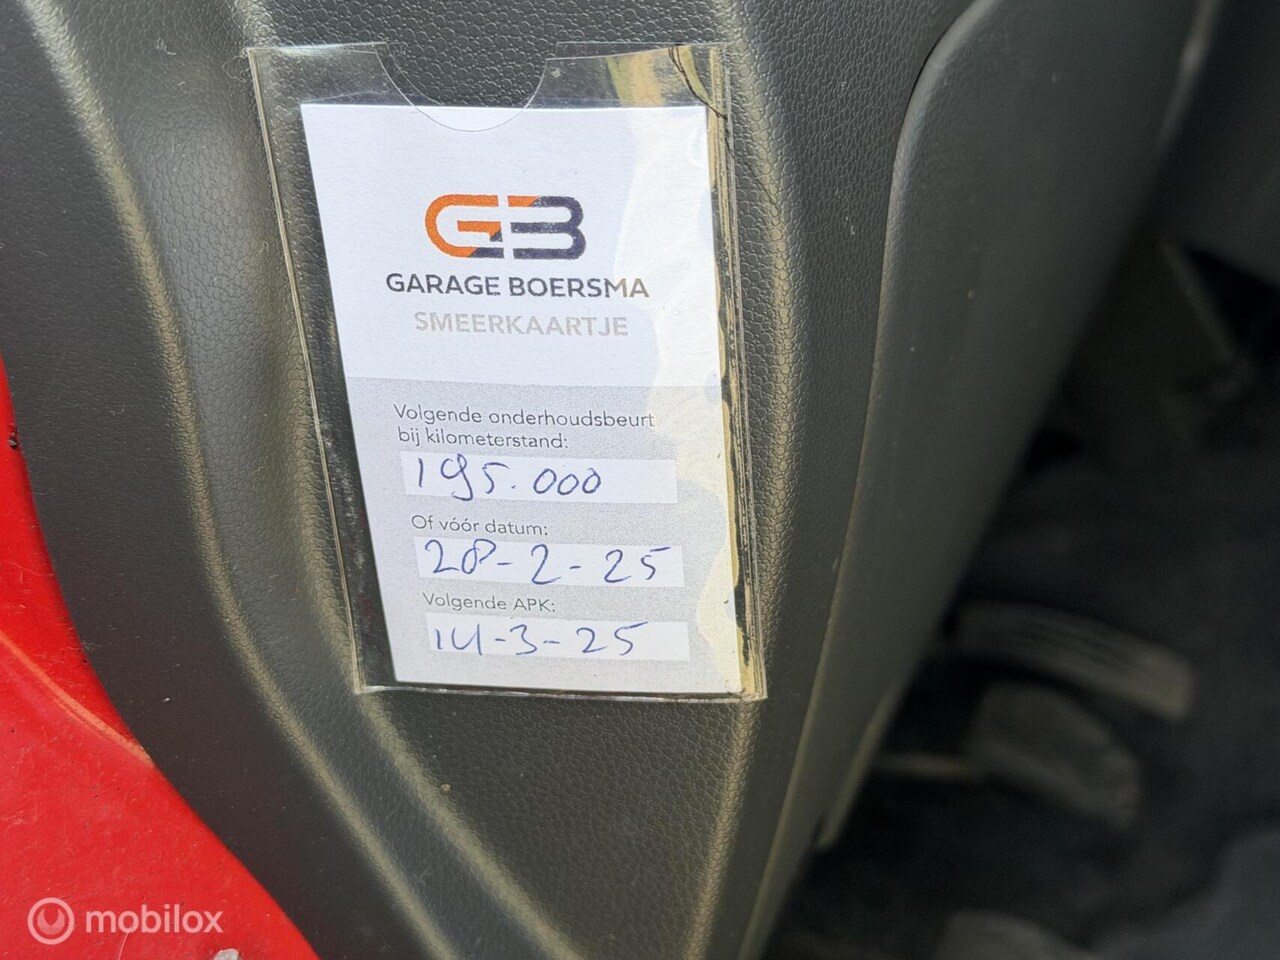 GB
GARAGE BOERSMA
SMEERKAARTJE
Volgende onderhoudsbeurt
bij kilometerstand:
195.000
Of vóór datum:
28-2-25
Volgende APK:
14-3-25
mobilox